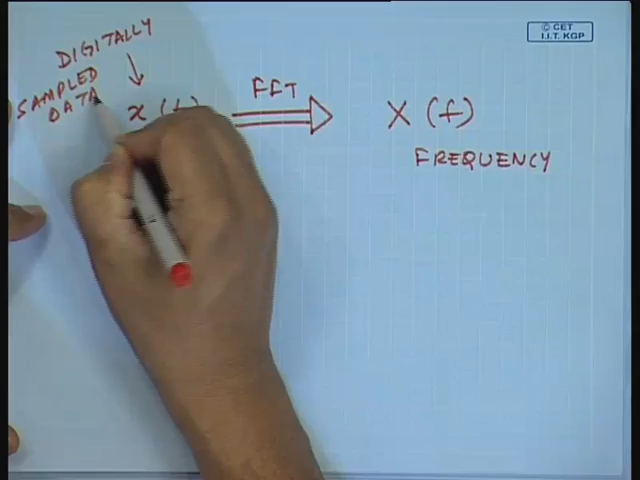 © CET
I.I.T. KGP
DIGITALLY
SAMPLED
DATA
x (t)
FFT
X (f)
FREQUENCY